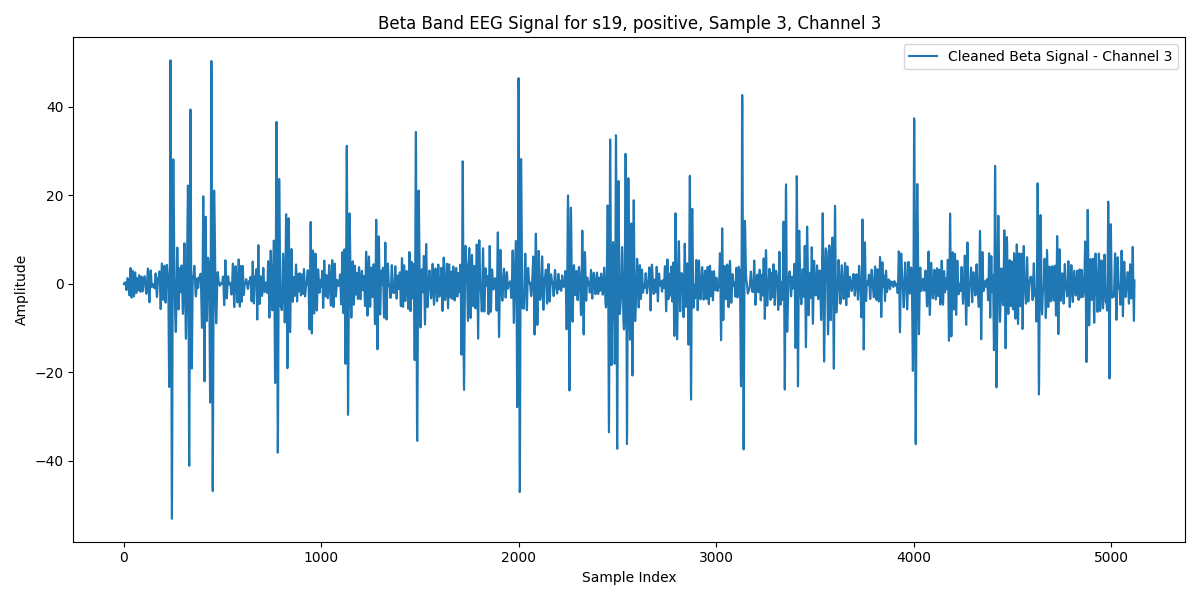 Beta Band EEG Signal for s19, positive, Sample 3, Channel 3
Cleaned Beta Signal - Channel 3
Amplitude
40
20
0
−20
−40
0 1000 2000 3000 4000 5000
Sample Index